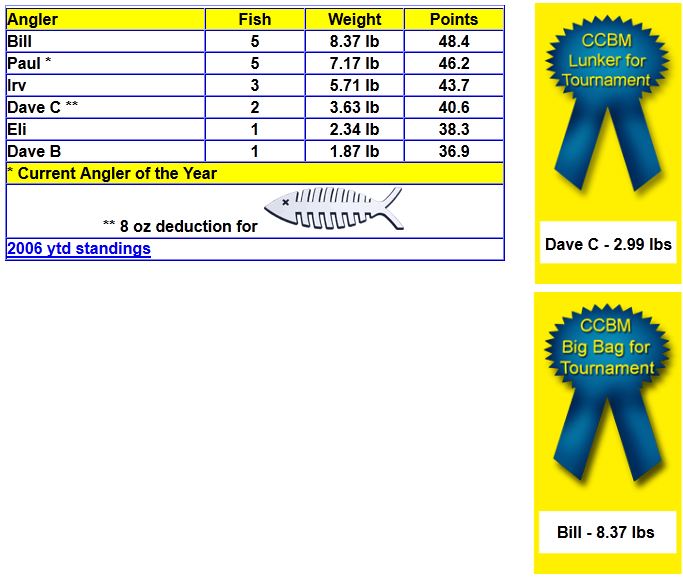 Angler Fish Weight Points
Bill 5 8.37 lb 48.4
Paul * 5 7.17 lb 46.2
Irv 3 5.71 lb 43.7
Dave C ** 2 3.63 lb 40.6
Eli 1 2.34 lb 38.3
Dave B 1 1.87 lb 36.9
* Current Angler of the Year
** 8 oz deduction for
2006 ytd standings
CCBM
Lunker for
Tournament
Dave C - 2.99 lbs
CCBM
Big Bag for
Tournament
Bill - 8.37 lbs